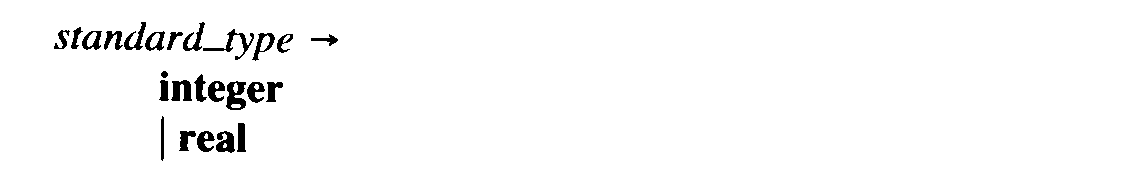 standard_type →
integer
| real